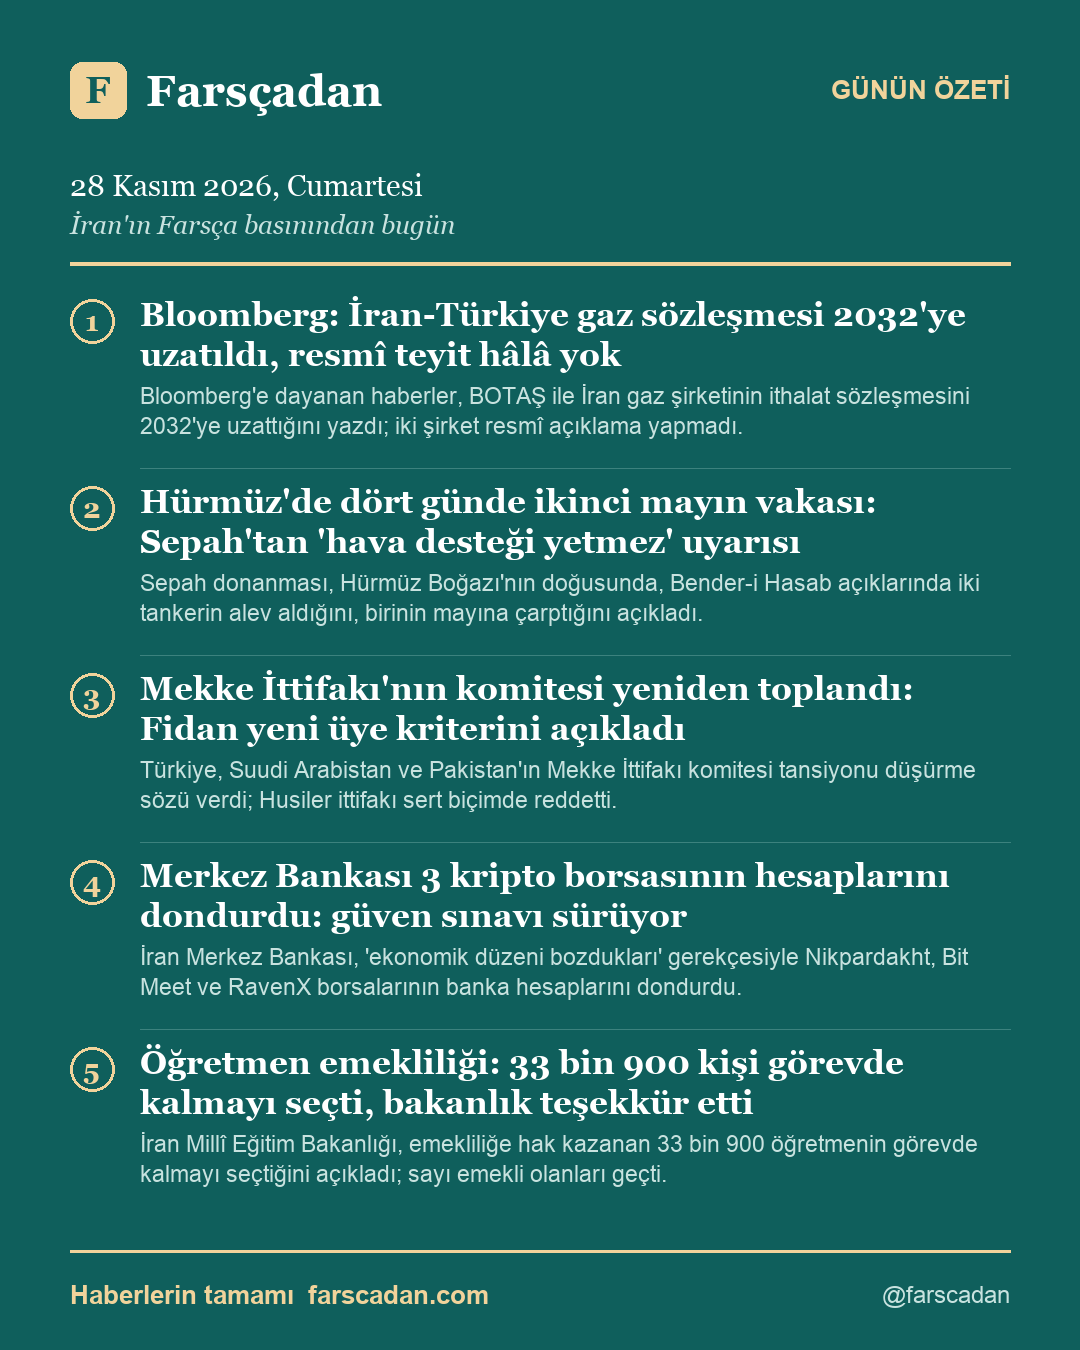 F Farsçadan
GÜNÜN ÖZETİ
28 Kasım 2026, Cumartesi
İran'ın Farsça basınından bugün
1
Bloomberg: İran-Türkiye gaz sözleşmesi 2032'ye
uzatıldı, resmî teyit hâlâ yok
Bloomberg'e dayanan haberler, BOTAŞ ile İran gaz şirketinin ithalat sözleşmesini
2032'ye uzattığını yazdı; iki şirket resmî açıklama yapmadı.
2
Hürmüz'de dört günde ikinci mayın vakası:
Sepah'tan 'hava desteği yetmez' uyarısı
Sepah donanması, Hürmüz Boğazı'nın doğusunda, Bender-i Hasab açıklarında iki
tankerin alev aldığını, birinin mayına çarptığını açıkladı.
3
Mekke İttifakı'nın komitesi yeniden toplandı:
Fidan yeni üye kriterini açıkladı
Türkiye, Suudi Arabistan ve Pakistan'ın Mekke İttifakı komitesi tansiyonu düşürme
sözü verdi; Husiler ittifakı sert biçimde reddetti.
4
Merkez Bankası 3 kripto borsasının hesaplarını
dondurdu: güven sınavı sürüyor
İran Merkez Bankası, 'ekonomik düzeni bozdukları' gerekçesiyle Nikpardakht, Bit
Meet ve RavenX borsalarının banka hesaplarını dondurdu.
5
Öğretmen emekliliği: 33 bin 900 kişi görevde
kalmayı seçti, bakanlık teşekkür etti
İran Millî Eğitim Bakanlığı, emekliliğe hak kazanan 33 bin 900 öğretmenin görevde
kalmayı seçtiğini açıkladı; sayı emekli olanları geçti.
Haberlerin tamamı farscadan.com
@farscadan